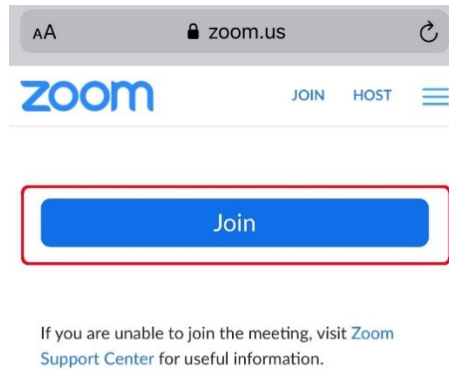 AA zoom.us
zoom JOIN HOST
Join
If you are unable to join the meeting, visit Zoom
Support Center for useful information.